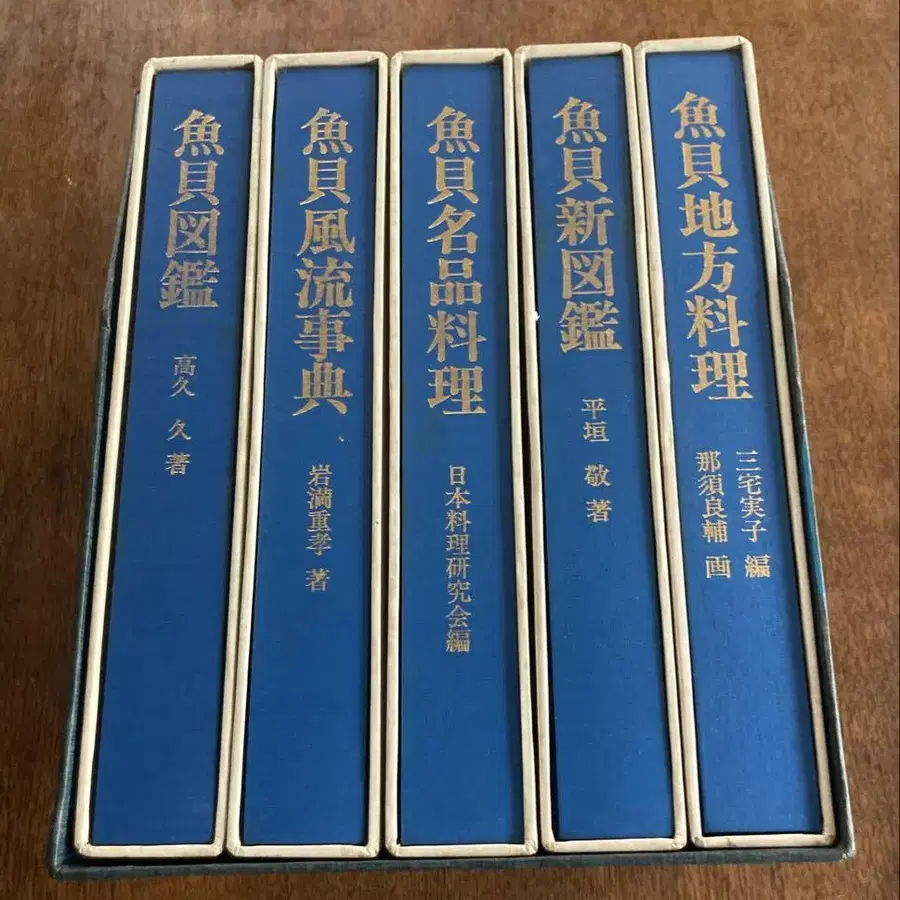 魚貝図鑑
高久 久 著
魚貝風流事典
岩満重孝 著
魚貝名品料理
日本料理研究会編
魚貝新図鑑
平垣 敬 著
魚貝地方料理
三宅実子 編
那須良輔 画